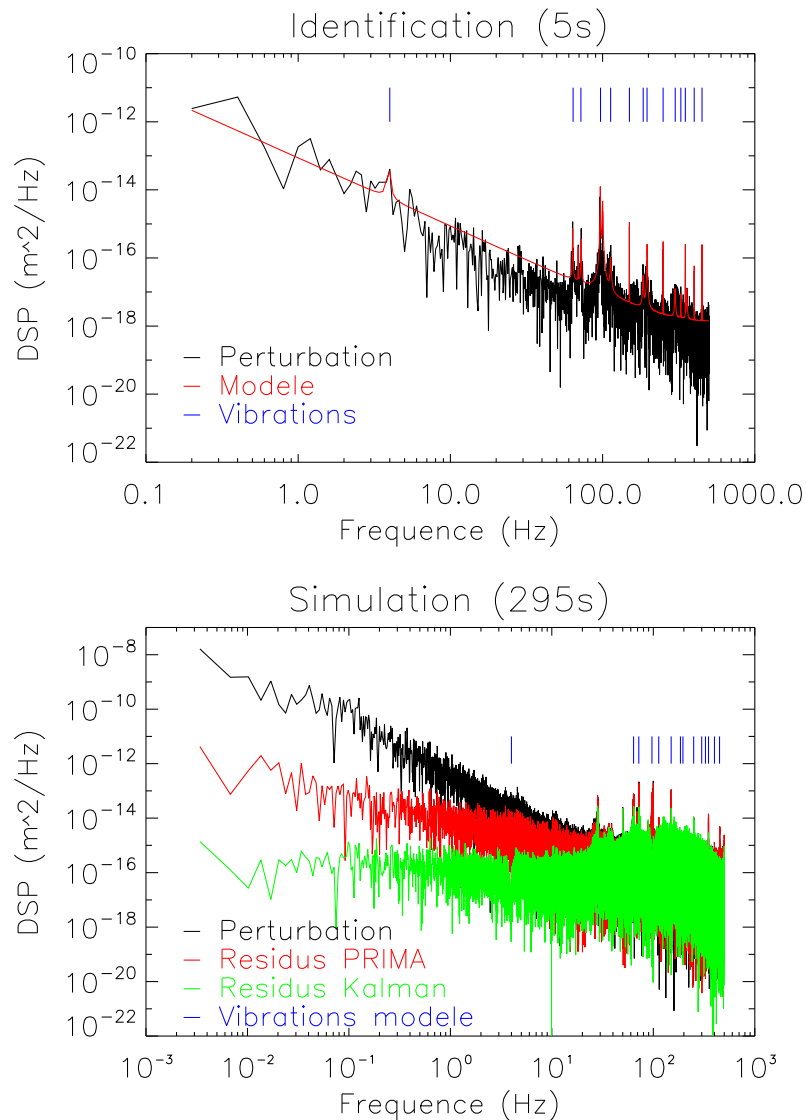 Identification (5s)
DSP (m^2/Hz)
10^-10
10^-12
10^-14
10^-16
10^-18
10^-20
10^-22
Perturbation
Modele
Vibrations
0.1 1.0 10.0 100.0 1000.0
Frequence (Hz)
Simulation (295s)
DSP (m^2/Hz)
10^-8
10^-10
10^-12
10^-14
10^-16
10^-18
10^-20
10^-22
Perturbation
Residus PRIMA
Residus Kalman
Vibrations modele
10^-3 10^-2 10^-1 10^0 10^1 10^2 10^3
Frequence (Hz)